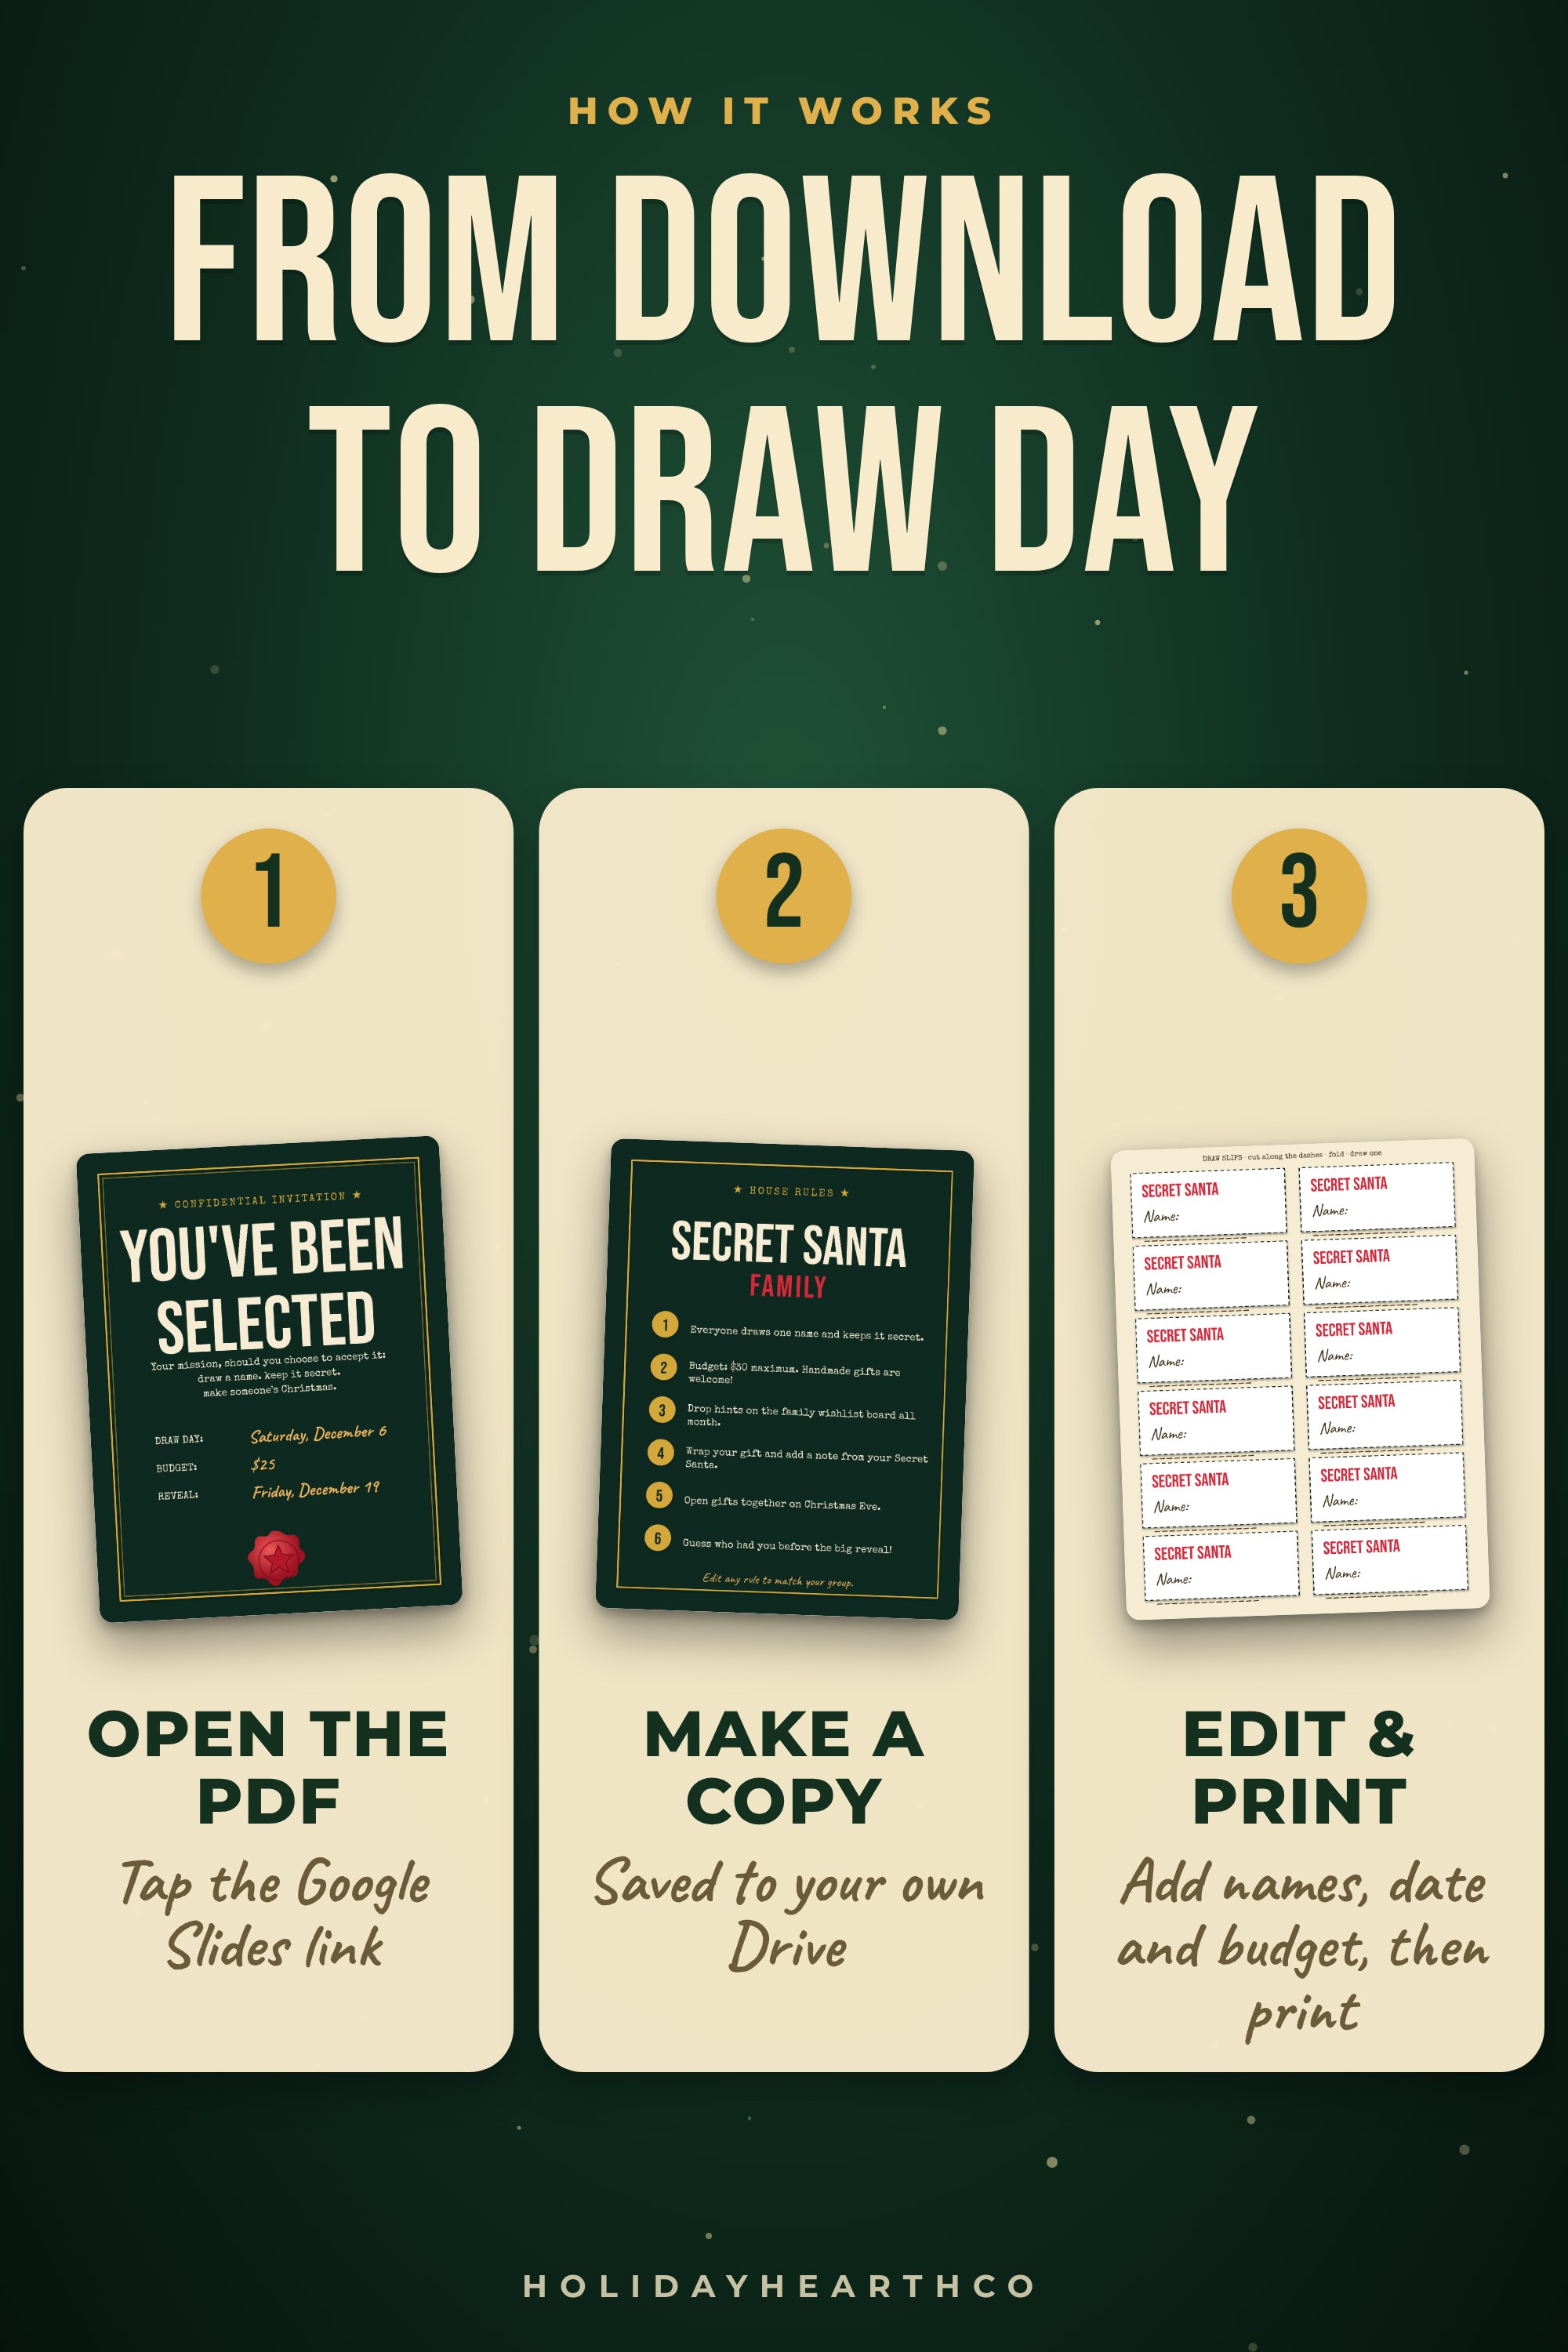 HOW IT WORKS
FROM DOWNLOAD
TO DRAW DAY
1
★ CONFIDENTIAL INVITATION ★
YOU'VE BEEN
SELECTED
Your mission, should you choose to accept it:
draw a name. keep it secret.
make someone's Christmas.
DRAW DAY: Saturday, December 6
BUDGET: $25
REVEAL: Friday, December 19
OPEN THE
PDF
Tap the Google
Slides link
2
★ HOUSE RULES ★
SECRET SANTA
FAMILY
1 Everyone draws one name and keeps it secret.
2 Budget: $30 maximum. Handmade gifts are
welcome!
3 Drop hints on the family wishlist board all
month.
4 Wrap your gift and add a note from your Secret
Santa.
5 Open gifts together on Christmas Eve.
6 Guess who had you before the big reveal!
Edit any rule to match your group.
MAKE A
COPY
Saved to your own
Drive
3
DRAW SLIPS · cut along the dashes · fold · draw one
SECRET SANTA SECRET SANTA
Name: Name:
SECRET SANTA SECRET SANTA
Name: Name:
SECRET SANTA SECRET SANTA
Name: Name:
SECRET SANTA SECRET SANTA
Name: Name:
SECRET SANTA SECRET SANTA
Name: Name:
SECRET SANTA SECRET SANTA
Name: Name:
EDIT &
PRINT
Add names, date
and budget, then
print
HOLIDAYHEARTHCO